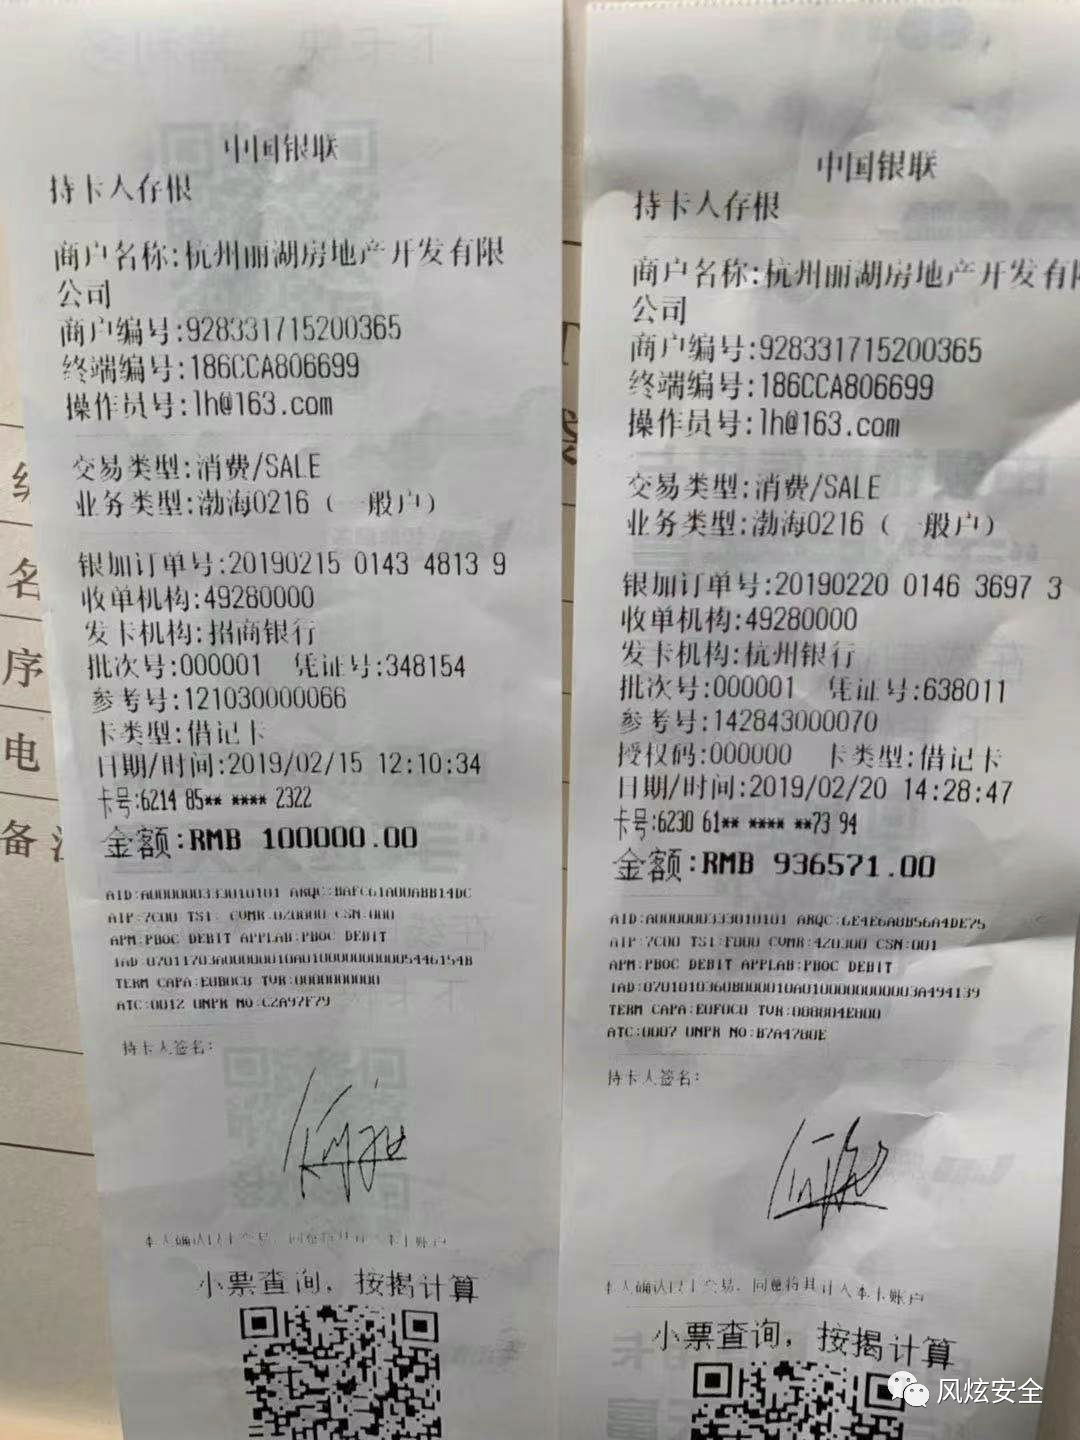 中国银联
持卡人存根
商户名称:杭州丽湖房地产开发有限
公司
商户编号:928331715200365
终端编号:186CCA806699
操作员号:lh@163.com
交易类型:消费/SALE
业务类型:渤海0216（一般户）
银加订单号:20190215 0143 4813 9
收单机构:49280000
发卡机构:招商银行
批次号:000001 凭证号:348154
参考号:121030000066
卡类型:借记卡
日期/时间:2019/02/15 12:10:34
卡号:6214 85** **** 2322
金额:RMB 100000.00
AID:A000000333010101 ARQC:BAFC61A00ABB14DC
AIP:7C00 TSI: CVMR:020000 CSN:000
APM:PBOC DEBIT APPLAB:PBOC DEBIT
TVR:0000000000
ATC:0012 UNPR NO:C2A97F79
持卡人签名:
本人确认以上交易，同意将其计入本卡账户
小票查询，按揭计算
中国银联
持卡人存根
商户名称:杭州丽湖房地产开发有限
公司
商户编号:928331715200365
终端编号:186CCA806699
操作员号:lh@163.com
交易类型:消费/SALE
业务类型:渤海0216（一般户）
银加订单号:20190220 0146 3697 3
收单机构:49280000
发卡机构:杭州银行
批次号:000001 凭证号:638011
参考号:142843000070
授权码:000000 卡类型:借记卡
日期/时间:2019/02/20 14:28:47
卡号:6230 61** **** **73 94
金额:RMB 936571.00
AID:A000000333010101 ARQC:6E4E6A8B56A4DE75
AIP:7C00 TSI:F800 CVMR:420300 CSN:001
APM:PBOC DEBIT APPLAB:PBOC DEBIT
TERM CAPA:E0F0C8 TVR:008004E000
ATC:0007 UNPR NO:B7A4780E
持卡人签名:
本人确认以上交易，同意将其计入本卡账户
小票查询，按揭计算
名
序
电
备注
风炫安全